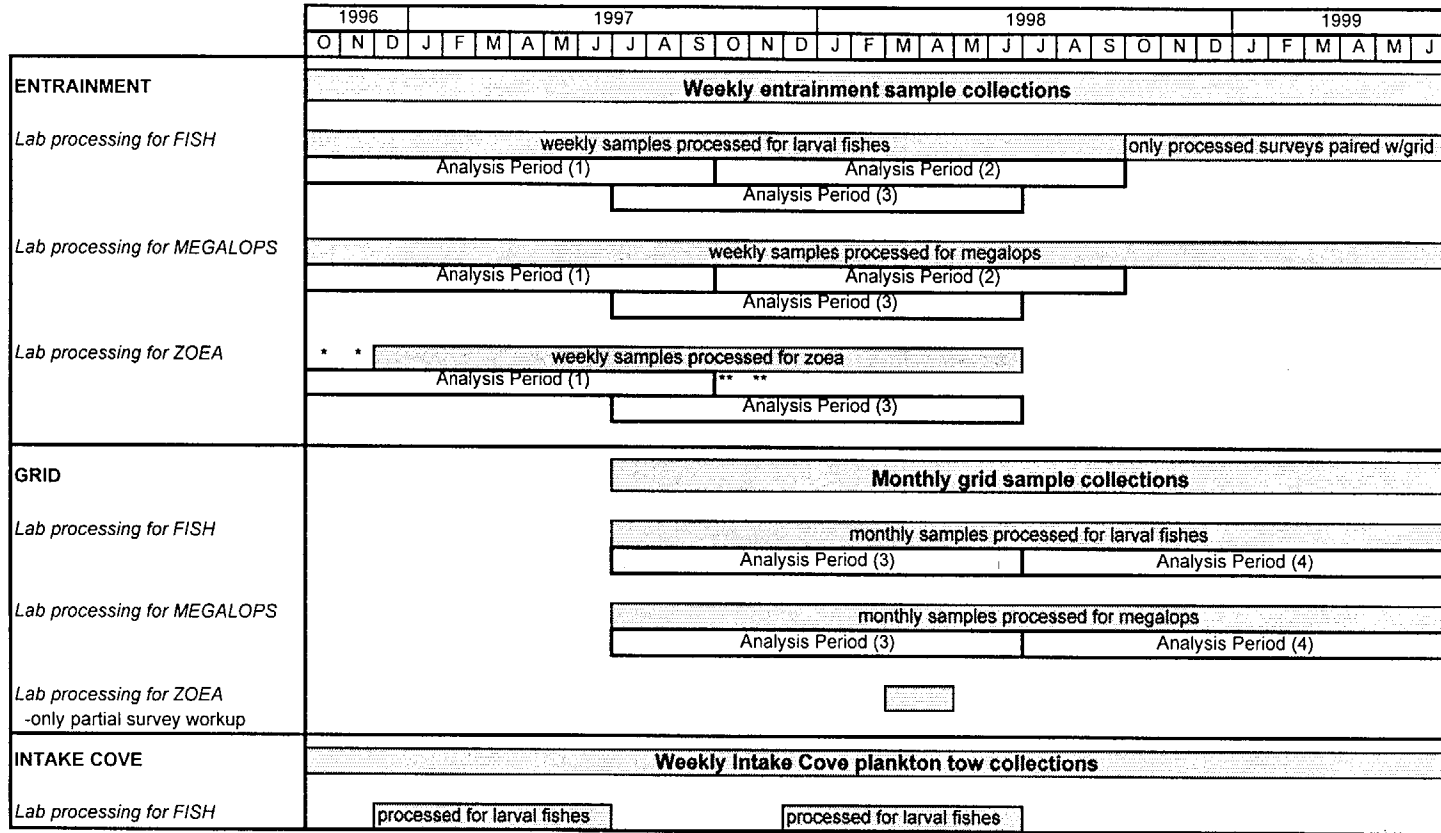 1996 1997 1998 1999
O N D J F M A M J J A S O N D J F M A M J J A S O N D J F M A M J
ENTRAINMENT Weekly entrainment sample collections
Lab processing for FISH weekly samples processed for larval fishes only processed surveys paired w/grid
Analysis Period (1) Analysis Period (2)
Analysis Period (3)
Lab processing for MEGALOPS weekly samples processed for megalops
Analysis Period (1) Analysis Period (2)
Analysis Period (3)
Lab processing for ZOEA * * weekly samples processed for zoea
Analysis Period (1) ** **
Analysis Period (3)
GRID Monthly grid sample collections
Lab processing for FISH monthly samples processed for larval fishes
Analysis Period (3) Analysis Period (4)
Lab processing for MEGALOPS monthly samples processed for megalops
Analysis Period (3) Analysis Period (4)
Lab processing for ZOEA
-only partial survey workup
INTAKE COVE Weekly Intake Cove plankton tow collections
Lab processing for FISH processed for larval fishes processed for larval fishes